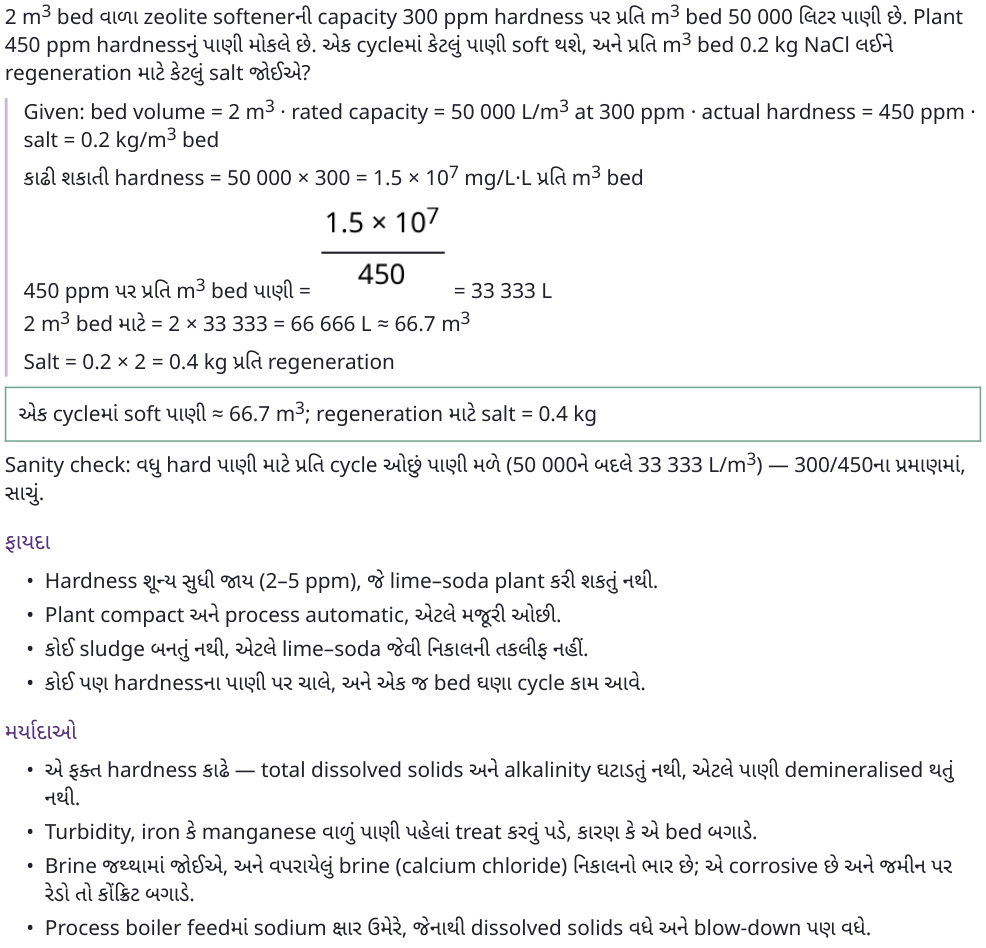 2 m³ bed વાળા zeolite softenerની capacity 300 ppm hardness પર પ્રતિ m³ bed 50 000 લિટર પાણી છે. Plant
450 ppm hardnessનું પાણી મોકલે છે. એક cycleમાં કેટલું પાણી soft થશે, અને પ્રતિ m³ bed 0.2 kg NaCl લઈને
regeneration માટે કેટલું salt જોઈએ?
Given: bed volume = 2 m³ · rated capacity = 50 000 L/m³ at 300 ppm · actual hardness = 450 ppm ·
salt = 0.2 kg/m³ bed
કાઢી શકાતી hardness = 50 000 × 300 = 1.5 × 10⁷ mg/L·L પ્રતિ m³ bed
1.5 × 10⁷
450
450 ppm પર પ્રતિ m³ bed પાણી = = 33 333 L
2 m³ bed માટે = 2 × 33 333 = 66 666 L ≈ 66.7 m³
Salt = 0.2 × 2 = 0.4 kg પ્રતિ regeneration
એક cycleમાં soft પાણી ≈ 66.7 m³; regeneration માટે salt = 0.4 kg
Sanity check: વધુ hard પાણી માટે પ્રતિ cycle ઓછું પાણી મળે (50 000ને બદલે 33 333 L/m³) — 300/450ના પ્રમાણમાં,
સાચું.
ફાયદા
• Hardness શૂન્ય સુધી જાય (2–5 ppm), જે lime–soda plant કરી શકતું નથી.
• Plant compact અને process automatic, એટલે મજૂરી ઓછી.
• કોઈ sludge બનતું નથી, એટલે lime–soda જેવી નિકાલની તકલીફ નહીં.
• કોઈ પણ hardnessના પાણી પર ચાલે, અને એક જ bed ઘણા cycle કામ આવે.
મર્યાદાઓ
• એ ફક્ત hardness કાઢે — total dissolved solids અને alkalinity ઘટાડતું નથી, એટલે પાણી demineralised થતું
નથી.
• Turbidity, iron કે manganese વાળું પાણી પહેલાં treat કરવું પડે, કારણ કે એ bed બગાડે.
• Brine જથ્થામાં જોઈએ, અને વપરાયેલું brine (calcium chloride) નિકાલનો ભાર છે; એ corrosive છે અને જમીન પર
રેડો તો કોંક્રિટ બગાડે.
• Process boiler feedમાં sodium ક્ષાર ઉમેરે, જેનાથી dissolved solids વધે અને blow-down પણ વધે.